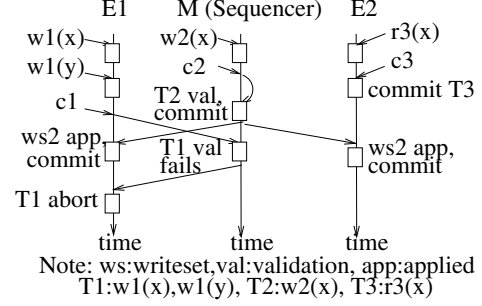 E1 M (Sequencer) E2
w1(x) w2(x) r3(x)
w1(y) c2 c3
T2 val, commit T3
c1 commit
ws2 app, T1 val ws2 app,
commit fails commit
T1 abort
time time time
Note: ws:writeset,val:validation, app:applied
T1:w1(x),w1(y), T2:w2(x), T3:r3(x)